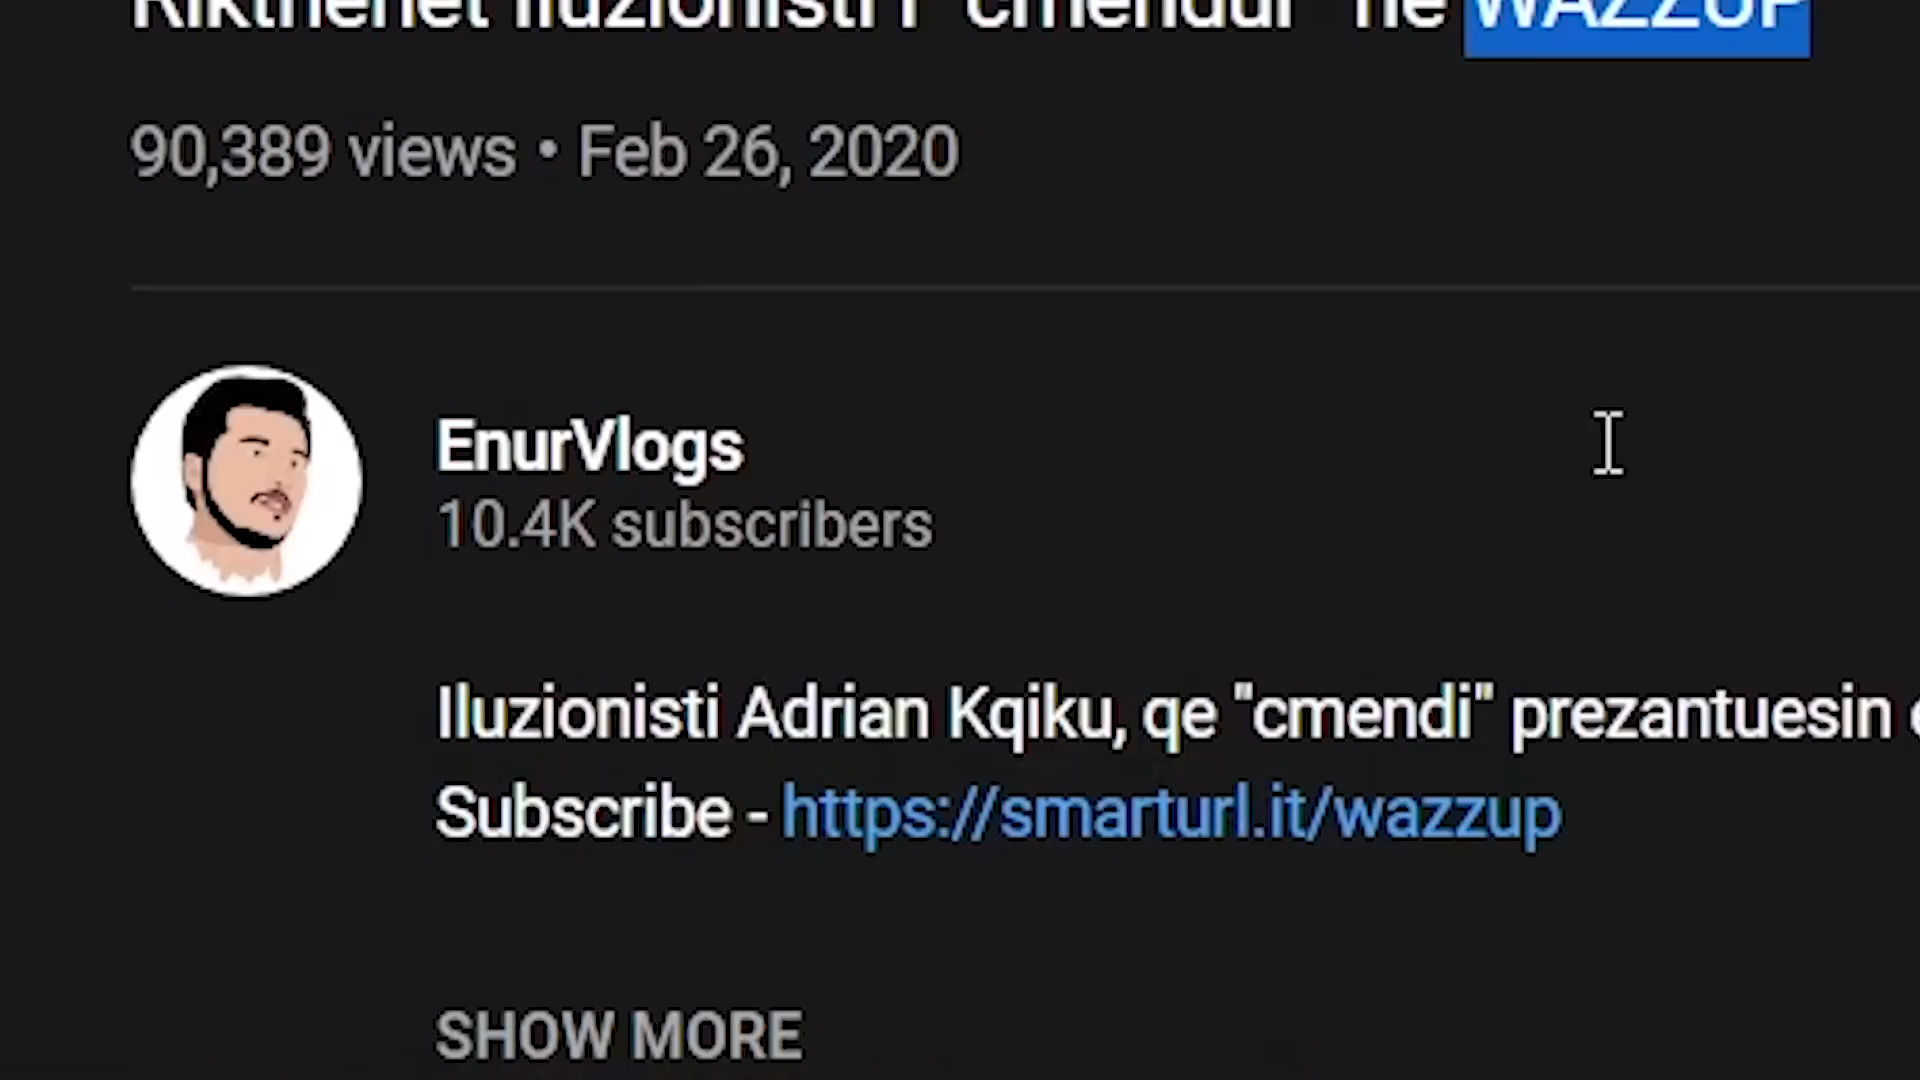 Rikthehet Iluzionisti i "cmendur" ne WAZZUP
90,389 views • Feb 26, 2020
EnurVlogs
10.4K subscribers
Iluzionisti Adrian Kqiku, qe "cmendi" prezantuesin
Subscribe - https://smarturl.it/wazzup
SHOW MORE